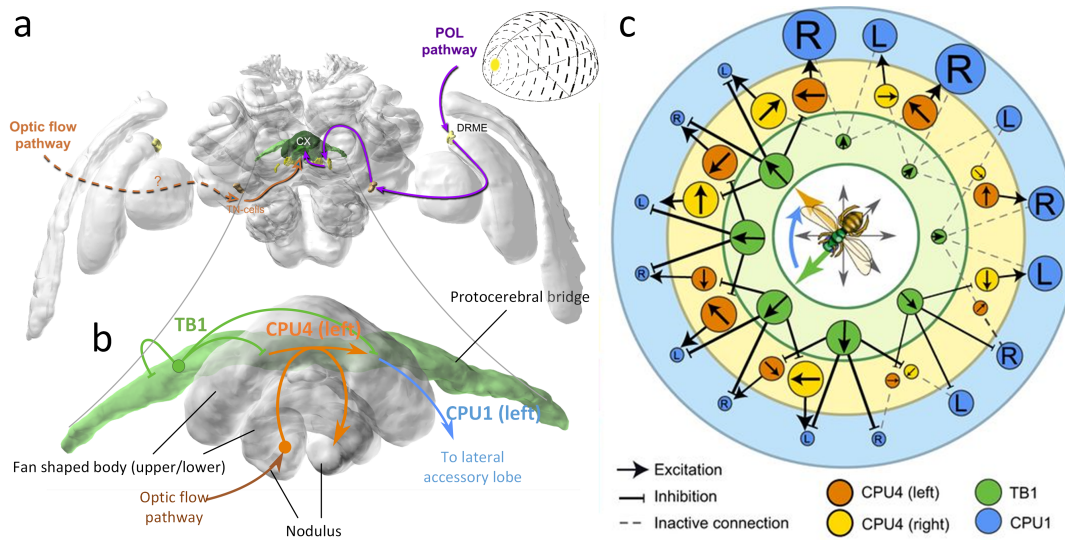 a
POL
pathway
Optic flow
pathway
?
TN-cells
CX
DRME
b
TB1
CPU4 (left)
Protocerebral bridge
CPU1 (left)
Fan shaped body (upper/lower)
To lateral
accessory lobe
Optic flow
pathway
Nodulus
c
R
L
R
L
R
L
R
L
R
L
R
L
R
L
R
L
Excitation
Inhibition
Inactive connection
CPU4 (left)
CPU4 (right)
TB1
CPU1